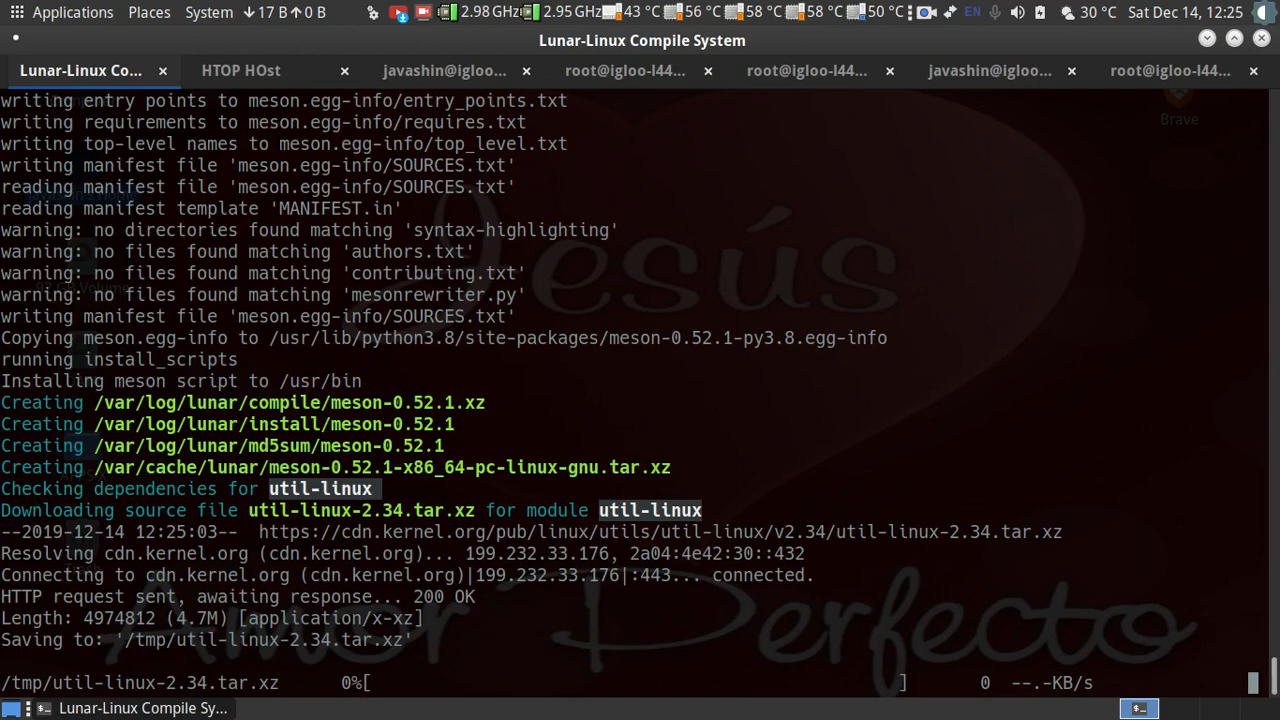 Applications Places System 17 B 0 B 2.98 GHz 2.95 GHz 43 °C 56 °C 58 °C 58 °C 50 °C EN 30 °C Sat Dec 14, 12:25
Lunar-Linux Compile System
Lunar-Linux Co... × HTOP HOst × javashin@igloo... × root@igloo-l44... × root@igloo-l44... × javashin@igloo... × root@igloo-l44... ×
writing entry points to meson.egg-info/entry_points.txt
writing requirements to meson.egg-info/requires.txt
Brave
writing top-level names to meson.egg-info/top_level.txt
writing manifest file 'meson.egg-info/SOURCES.txt'
reading manifest file 'meson.egg-info/SOURCES.txt'
reading manifest template 'MANIFEST.in'
warning: no directories found matching 'syntax-highlighting'
warning: no files found matching 'authors.txt'
warning: no files found matching 'contributing.txt'
warning: no files found matching 'mesonrewriter.py'
writing manifest file 'meson.egg-info/SOURCES.txt'
Jesús
Copying meson.egg-info to /usr/lib/python3.8/site-packages/meson-0.52.1-py3.8.egg-info
running install_scripts
Installing meson script to /usr/bin
Creating /var/log/lunar/compile/meson-0.52.1.xz
Creating /var/log/lunar/install/meson-0.52.1
Creating /var/log/lunar/md5sum/meson-0.52.1
Creating /var/cache/lunar/meson-0.52.1-x86_64-pc-linux-gnu.tar.xz
Checking dependencies for util-linux
Downloading source file util-linux-2.34.tar.xz for module util-linux
--2019-12-14 12:25:03-- https://cdn.kernel.org/pub/linux/utils/util-linux/v2.34/util-linux-2.34.tar.xz
Resolving cdn.kernel.org (cdn.kernel.org)... 199.232.33.176, 2a04:4e42:30::432
Connecting to cdn.kernel.org (cdn.kernel.org)|199.232.33.176|:443... connected.
HTTP request sent, awaiting response... 200 OK
Length: 4974812 (4.7M) [application/x-xz]
Saving to: '/tmp/util-linux-2.34.tar.xz'
Amor Perfecto
/tmp/util-linux-2.34.tar.xz 0%[ ] 0 --.-KB/s
Lunar-Linux Compile Sy...